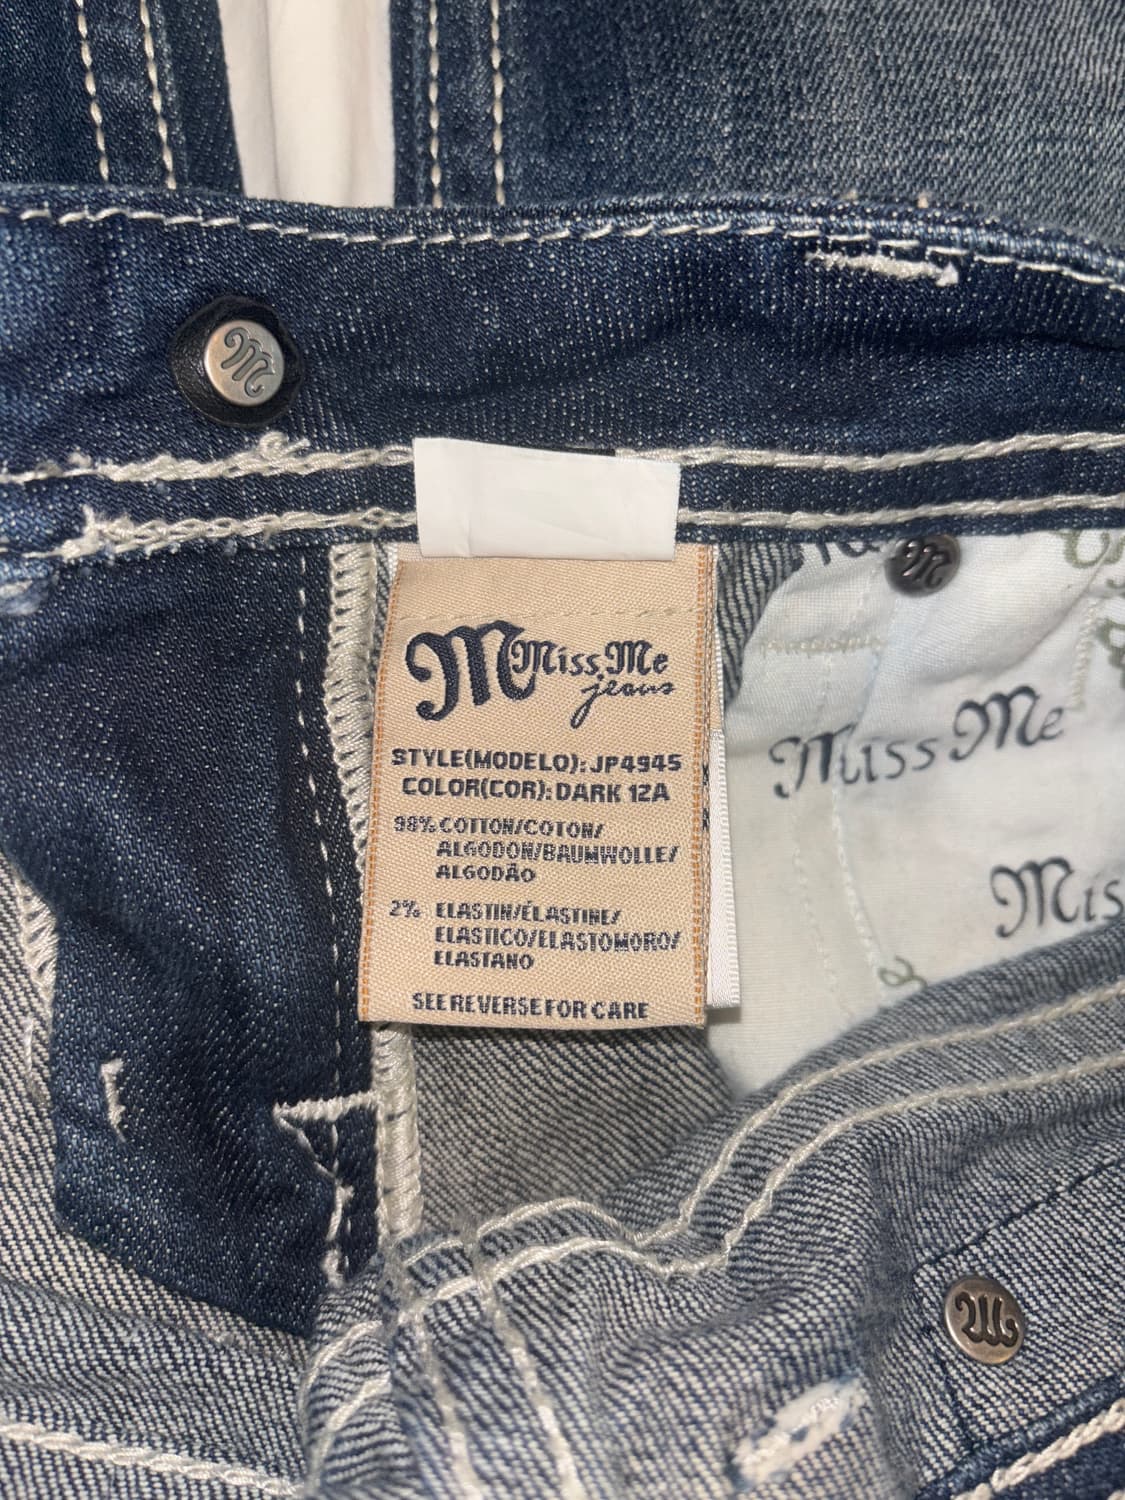 M Miss Me
jeans
STYLE(MODELO): JP4945
COLOR(COR): DARK 12A
98% COTTON/COTON/
ALGODON/BAUMWOLLE/
ALGODÃO
2% ELASTIN/ÉLASTINE/
ELASTICO/ELASTOMORO/
ELASTANO
SEE REVERSE FOR CARE
Miss Me
Miss
M
M
M